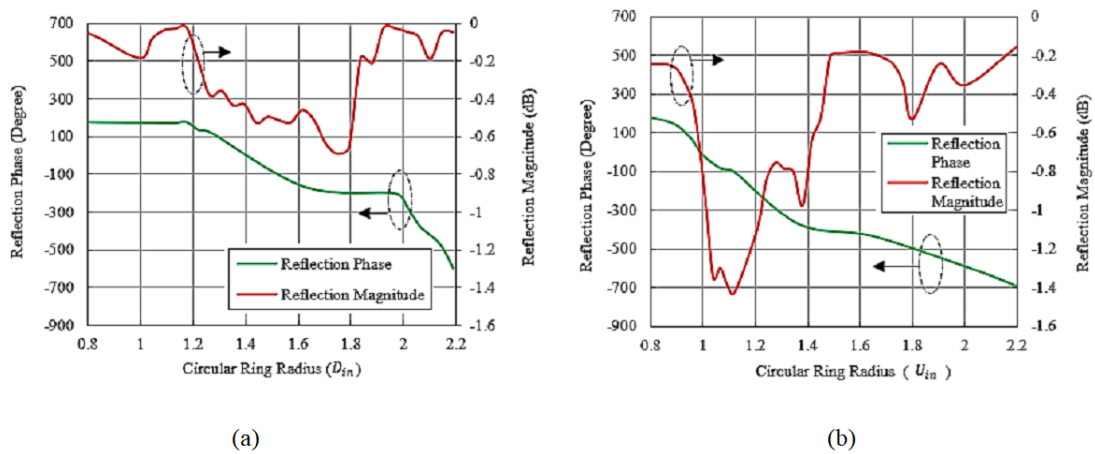 700
500
300
100
-100
-300
-500
-700
-900
Reflection Phase (Degree)
0
-0.2
-0.4
-0.6
-0.8
-1
-1.2
-1.4
-1.6
Reflection Magnitude (dB)
Reflection Phase
Reflection Magnitude
0.8 1 1.2 1.4 1.6 1.8 2 2.2
Circular Ring Radius (D_in)
(a)
700
500
300
100
-100
-300
-500
-700
-900
Reflection Phase (Degree)
0
-0.2
-0.4
-0.6
-0.8
-1
-1.2
-1.4
-1.6
Reflection Magnitude (dB)
Reflection
Phase
Reflection
Magnitude
0.8 1 1.2 1.4 1.6 1.8 2 2.2
Circular Ring Radius ( U_in )
(b)